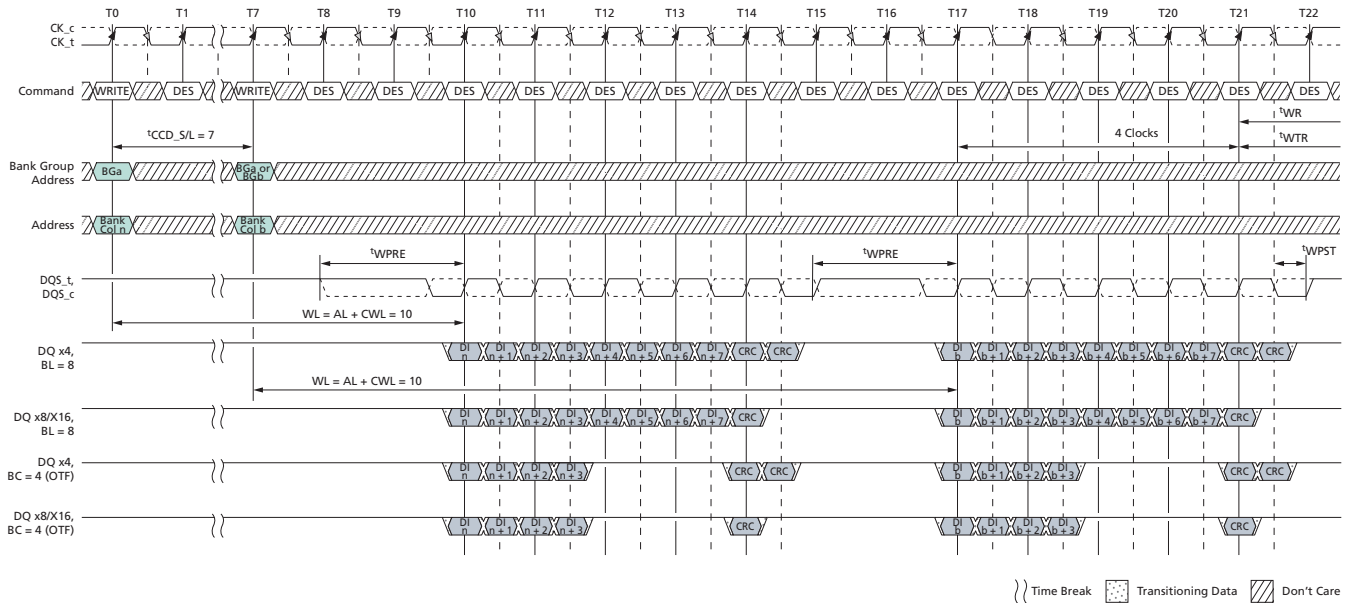 T0 T1 T7 T8 T9 T10 T11 T12 T13 T14 T15 T16 T17 T18 T19 T20 T21 T22
CK_c
CK_t
Command WRITE DES WRITE DES DES DES DES DES DES DES DES DES DES DES DES DES DES DES
tWR
tCCD_S/L = 7
4 Clocks
tWTR
Bank Group
Address
BGa
BGa or
BGb
Address
Bank
Col n
Bank
Col b
tWPRE tWPRE tWPST
DQS_t,
DQS_c
WL = AL + CWL = 10
DQ x4,
BL = 8
DI n DI n + 1 DI n + 2 DI n + 3 DI n + 4 DI n + 5 DI n + 6 DI n + 7 CRC CRC DI b DI b + 1 DI b + 2 DI b + 3 DI b + 4 DI b + 5 DI b + 6 DI b + 7 CRC CRC
WL = AL + CWL = 10
DQ x8/X16,
BL = 8
DI n DI n + 1 DI n + 2 DI n + 3 DI n + 4 DI n + 5 DI n + 6 DI n + 7 CRC DI b DI b + 1 DI b + 2 DI b + 3 DI b + 4 DI b + 5 DI b + 6 DI b + 7 CRC
DQ x4,
BC = 4 (OTF)
DI n DI n + 1 DI n + 2 DI n + 3 CRC CRC DI b DI b + 1 DI b + 2 DI b + 3 CRC CRC
DQ x8/X16,
BC = 4 (OTF)
DI n DI n + 1 DI n + 2 DI n + 3 CRC DI b DI b + 1 DI b + 2 DI b + 3 CRC
Time Break Transitioning Data Don't Care